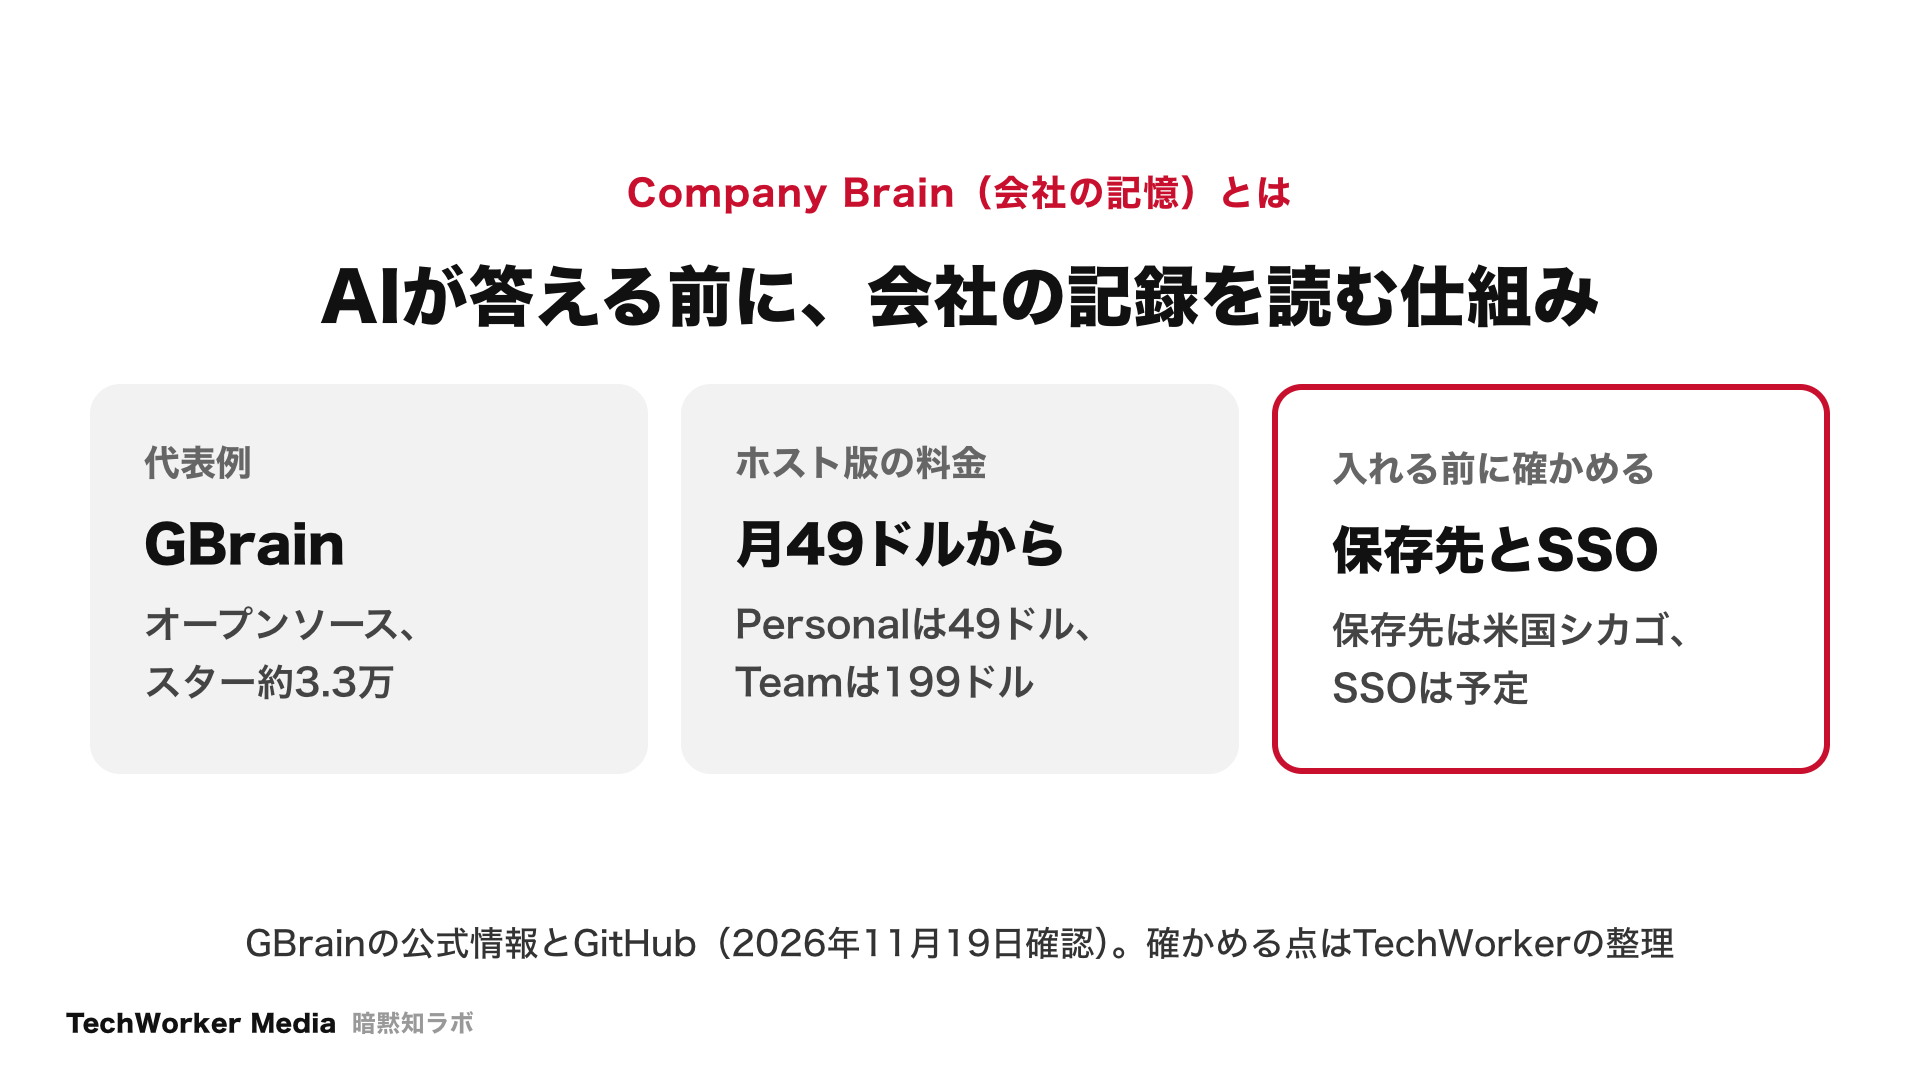 Company Brain（会社の記憶）とは
AIが答える前に、会社の記録を読む仕組み
代表例
GBrain
オープンソース、
スター約3.3万
ホスト版の料金
月49ドルから
Personalは49ドル、
Teamは199ドル
入れる前に確かめる
保存先とSSO
保存先は米国シカゴ、
SSOは予定
GBrainの公式情報とGitHub（2026年11月19日確認）。確かめる点はTechWorkerの整理
TechWorker Media 暗黙知ラボ